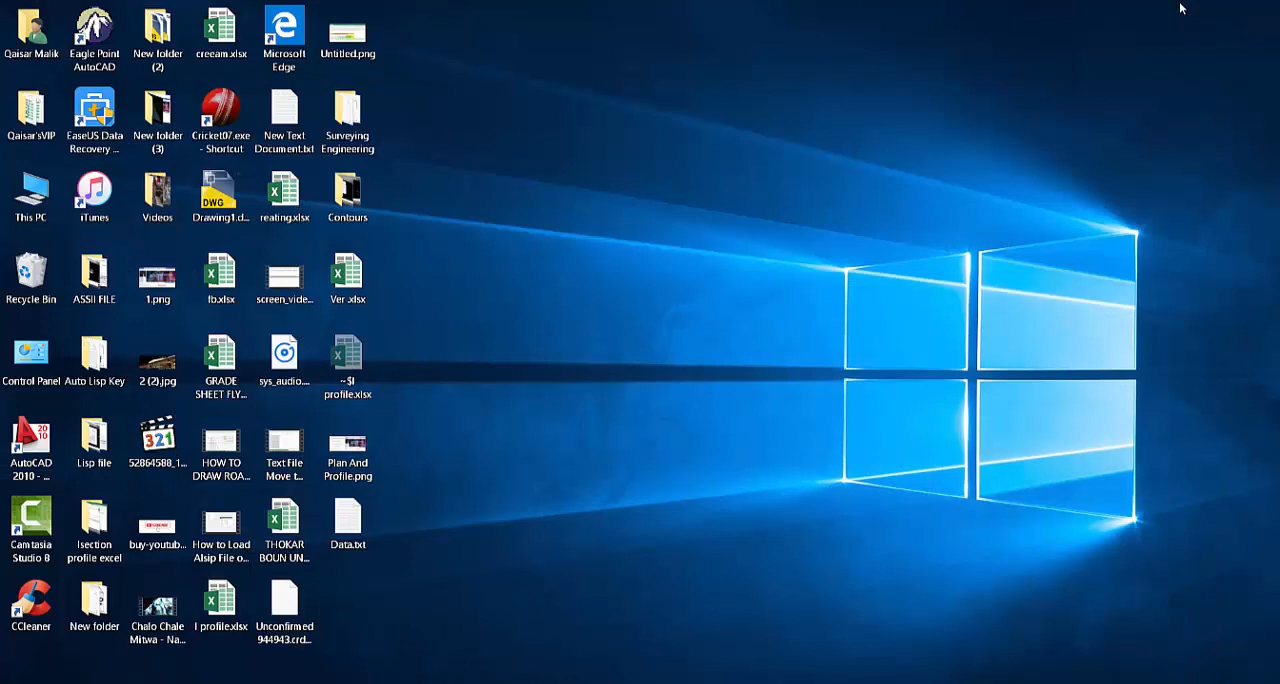 Qaisar Malik
Eagle Point
AutoCAD
New folder
(2)
creeam.xlsx
Microsoft
Edge
Untitled.png
Qaisar'sVIP
EaseUS Data
Recovery ...
New folder
(3)
Cricket07.exe
- Shortcut
New Text
Document.txt
Surveying
Engineering
This PC
iTunes
Videos
DWG
Drawing1.d...
reating.xlsx
Contours
Recycle Bin
ASSII FILE
1.png
fb.xlsx
screen_vide...
Ver .xlsx
Control Panel
Auto Lisp Key
2 (2).jpg
GRADE
SHEET FLY...
sys_audio....
~$l
profile.xlsx
AutoCAD
2010 - ...
Lisp file
321
52864588_1...
HOW TO
DRAW ROA...
Text File
Move t...
Plan And
Profile.png
Camtasia
Studio 8
lsection
profile excel
buy-youtub...
How to Load
Alsip File o...
THOKAR
BOUN UN...
Data.txt
CCleaner
New folder
Chalo Chale
Mitwa - Na...
l profile.xlsx
Unconfirmed
944943.crd...